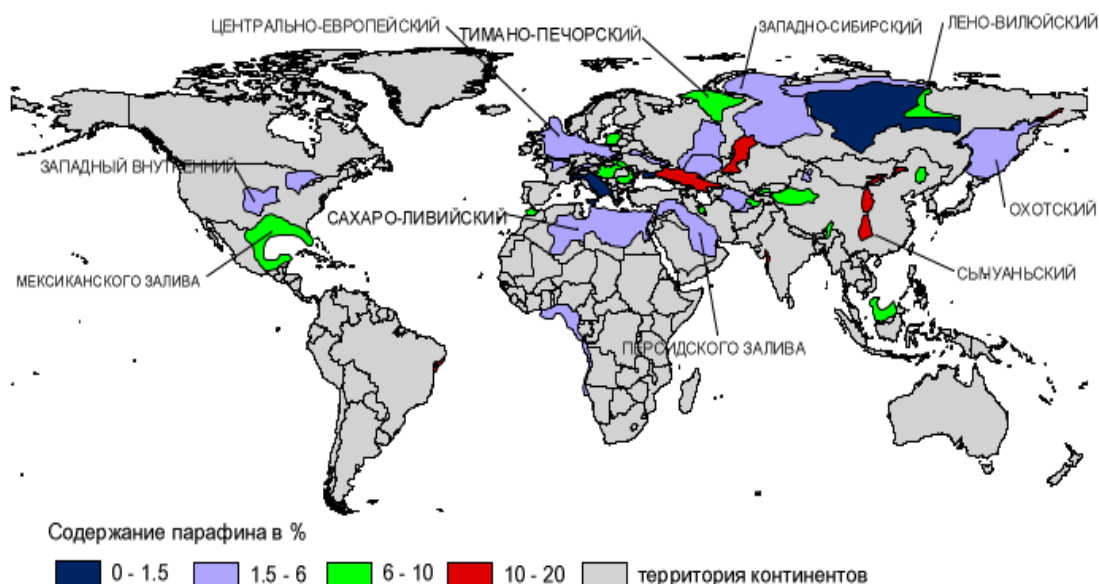 ЦЕНТРАЛЬНО-ЕВРОПЕЙСКИЙ
ЗАПАДНО-СИБИРСКИЙ
ЛЕНО-ВИЛЮЙСКИЙ
ТИМАНО-ПЕЧОРСКИЙ
ЗАПАДНЫЙ ВНУТРЕННИЙ
САХАРО-ЛИВИЙСКИЙ
ОХОТСКИЙ
МЕКСИКАНСКОГО ЗАЛИВА
СЫЧУАНЬСКИЙ
ПЕРСИДСКОГО ЗАЛИВА
Содержание парафина в %
0 - 1.5 1.5 - 6 6 - 10 10 - 20 территория континентов